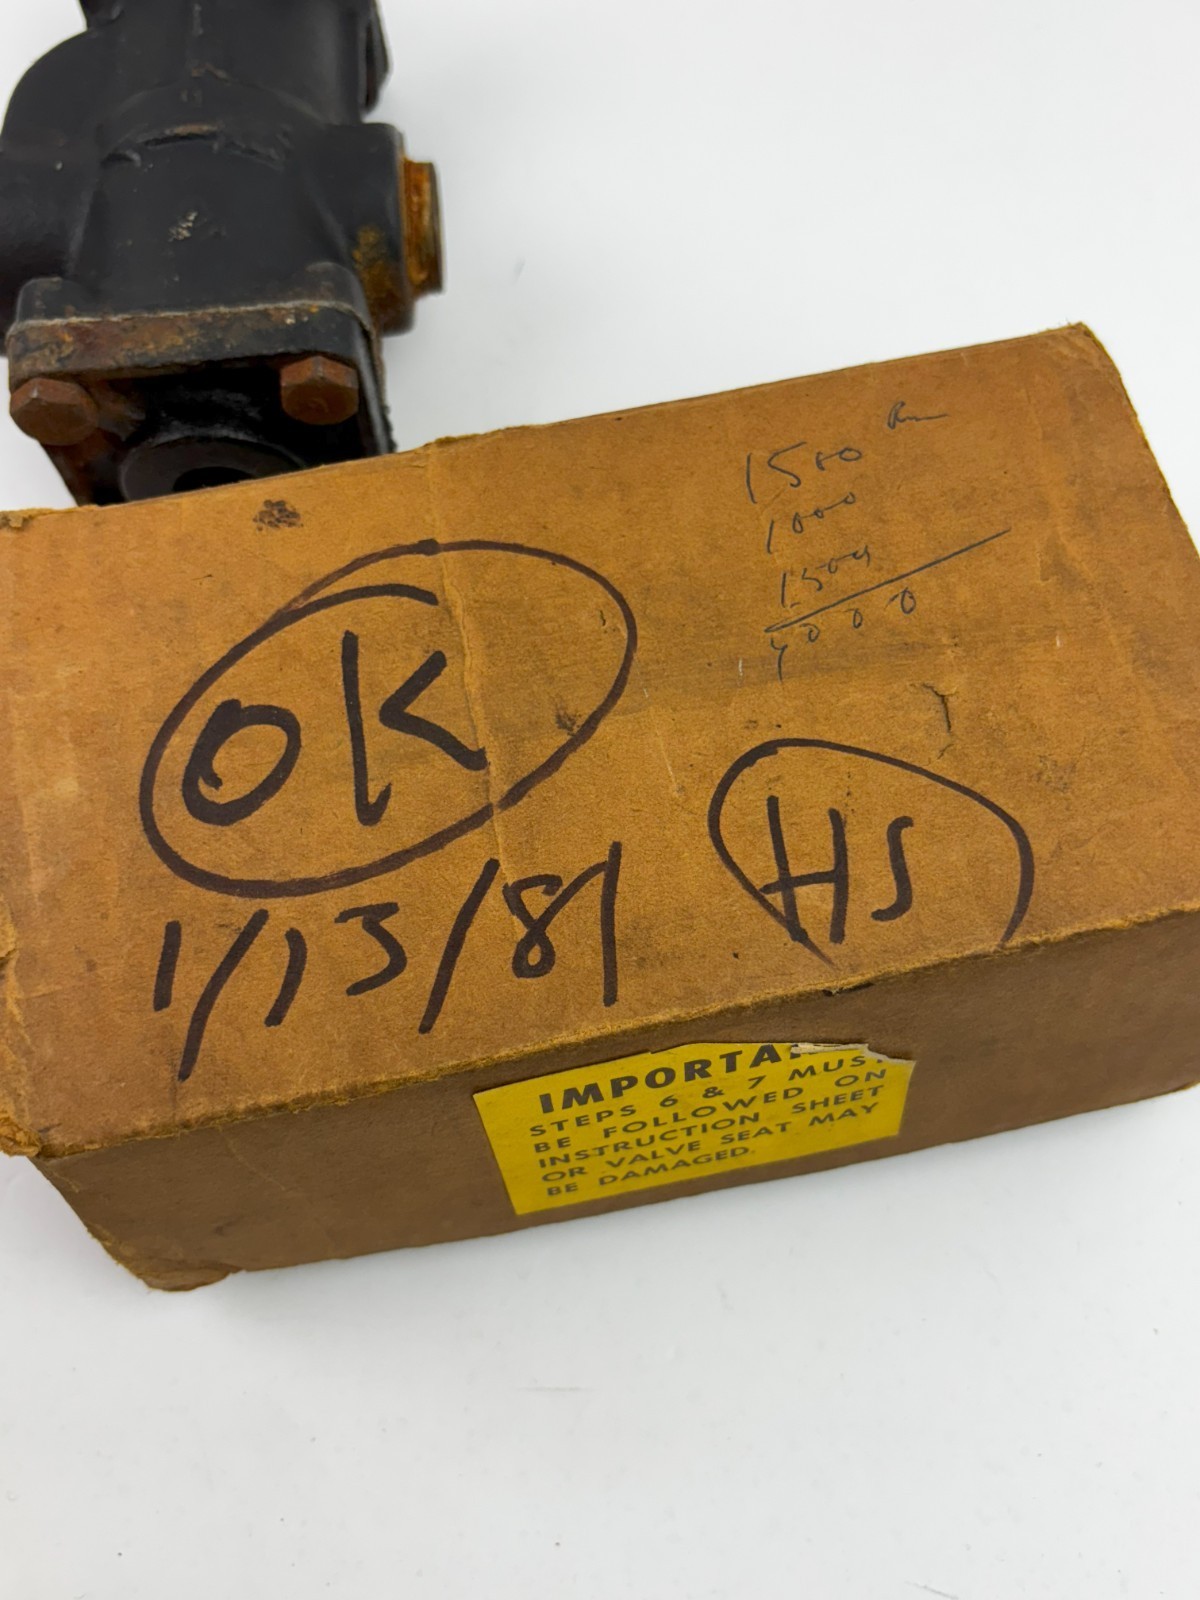 1500
1000
1500
4000
OK
1/13/81
HS
IMPORTA
STEPS 6 & 7 MUST
BE FOLLOWED ON
INSTRUCTION SHEET
OR VALVE SEAT MAY
BE DAMAGED.